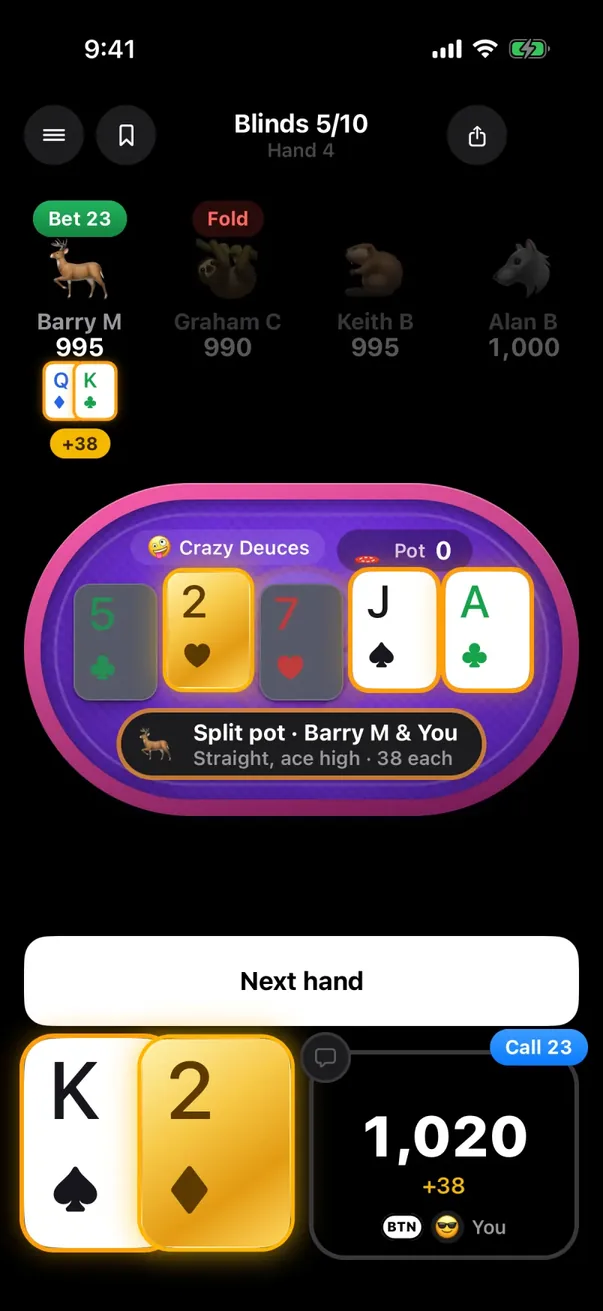 9:41
Blinds 5/10
Hand 4
Bet 23
Fold
Barry M
Graham C
Keith B
Alan B
995
990
995
1,000
Q K
+38
Crazy Deuces
Pot 0
5 2 7 J A
Split pot · Barry M & You
Straight, ace high · 38 each
Next hand
K 2
Call 23
1,020
+38
BTN You